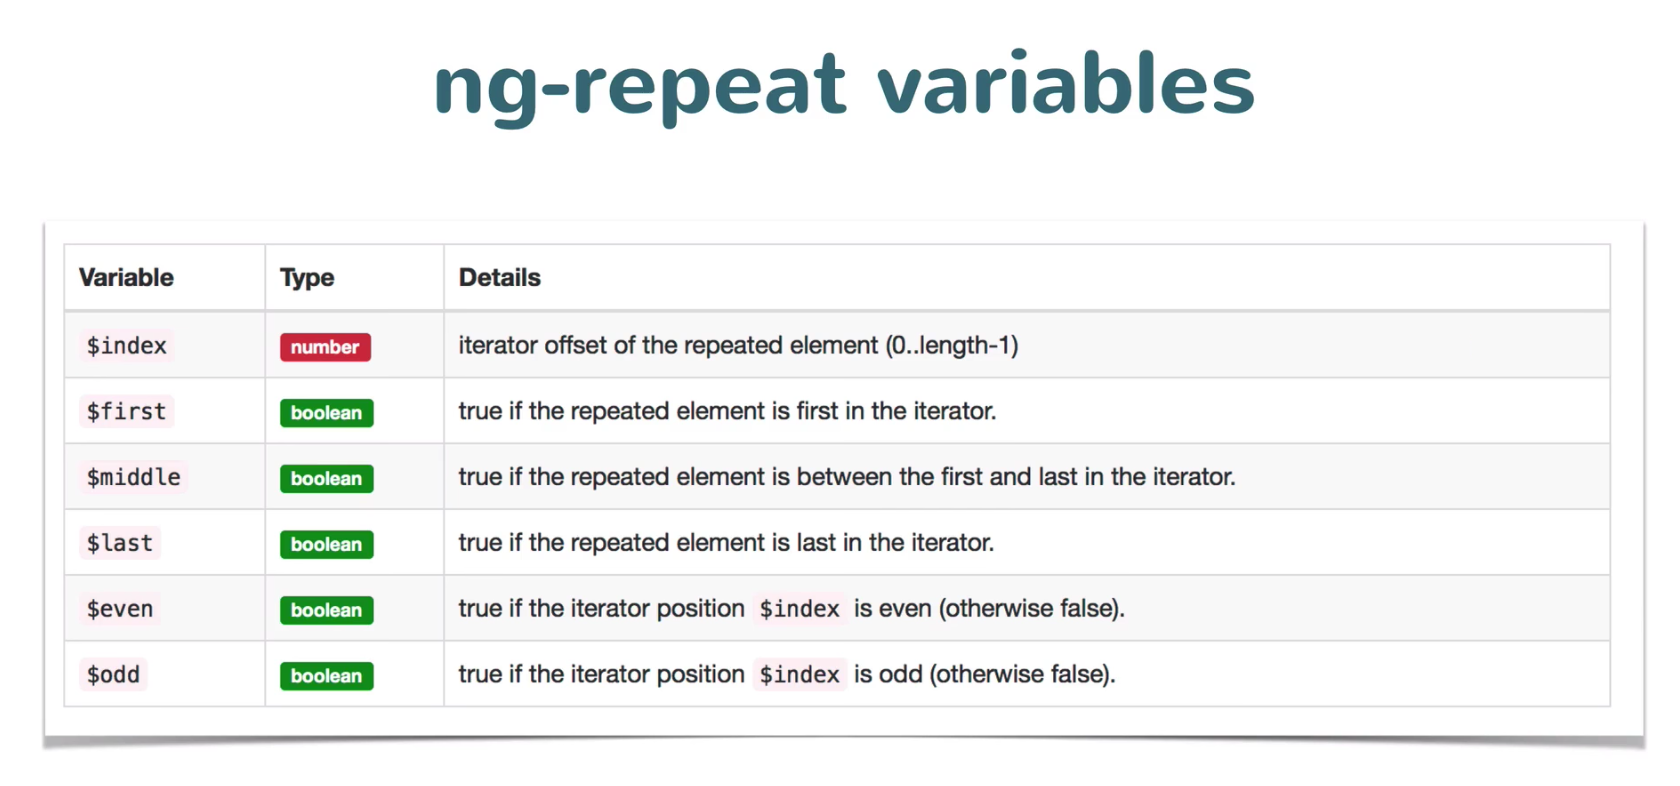 ng-repeat variables
Variable Type Details
$index number iterator offset of the repeated element (0..length-1)
$first boolean true if the repeated element is first in the iterator.
$middle boolean true if the repeated element is between the first and last in the iterator.
$last boolean true if the repeated element is last in the iterator.
$even boolean true if the iterator position $index is even (otherwise false).
$odd boolean true if the iterator position $index is odd (otherwise false).